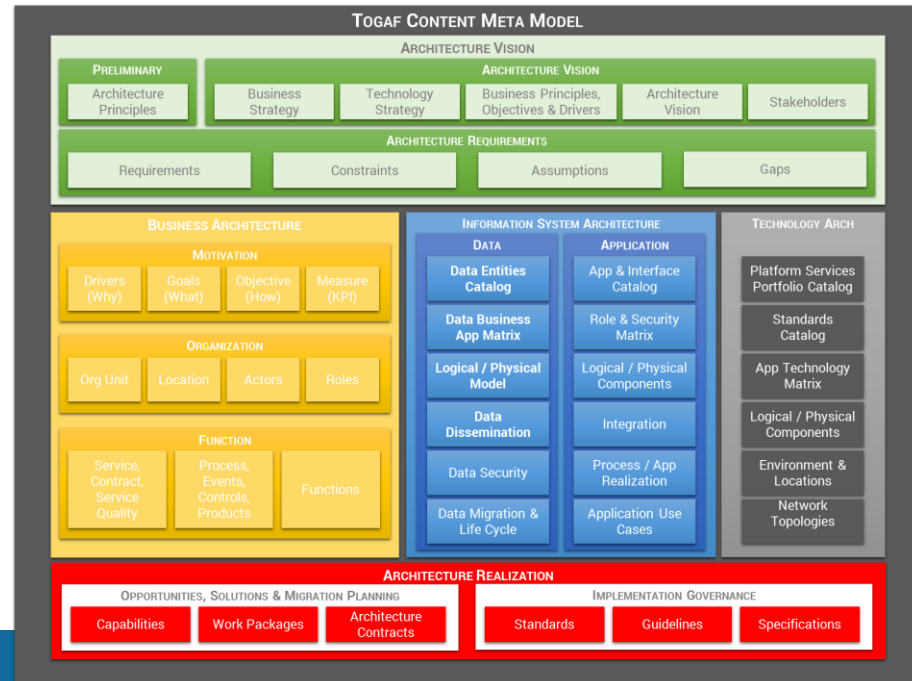 TOGAF CONTENT META MODEL
ARCHITECTURE VISION
PRELIMINARY
Architecture
Principles
ARCHITECTURE VISION
Business
Strategy
Technology
Strategy
Business Principles,
Objectives & Drivers
Architecture
Vision
Stakeholders
ARCHITECTURE REQUIREMENTS
Requirements
Constraints
Assumptions
Gaps
BUSINESS ARCHITECTURE
MOTIVATION
Drivers
(Why)
Goals
(What)
Objective
(How)
Measure
(KPI)
ORGANIZATION
Org Unit
Location
Actors
Roles
FUNCTION
Service,
Contract,
Service
Quality
Process,
Events,
Controls,
Products
Functions
INFORMATION SYSTEM ARCHITECTURE
DATA
Data Entities
Catalog
Data Business
App Matrix
Logical / Physical
Model
Data
Dissemination
Data Security
Data Migration &
Life Cycle
APPLICATION
App & Interface
Catalog
Role & Security
Matrix
Logical / Physical
Components
Integration
Process / App
Realization
Application Use
Cases
TECHNOLOGY ARCH
Platform Services
Portfolio Catalog
Standards
Catalog
App Technology
Matrix
Logical / Physical
Components
Environment &
Locations
Network
Topologies
ARCHITECTURE REALIZATION
OPPORTUNITIES, SOLUTIONS & MIGRATION PLANNING
Capabilities
Work Packages
Architecture
Contracts
IMPLEMENTATION GOVERNANCE
Standards
Guidelines
Specifications